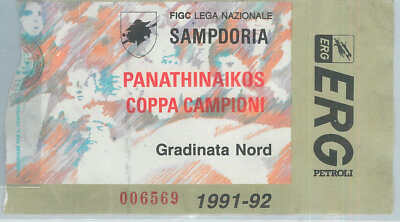 FIGC LEGA NAZIONALE
SAMPDORIA
PANATHINAIKOS
COPPA CAMPIONI
Gradinata Nord
006569
1991-92
ERG
ERG
PETROLI